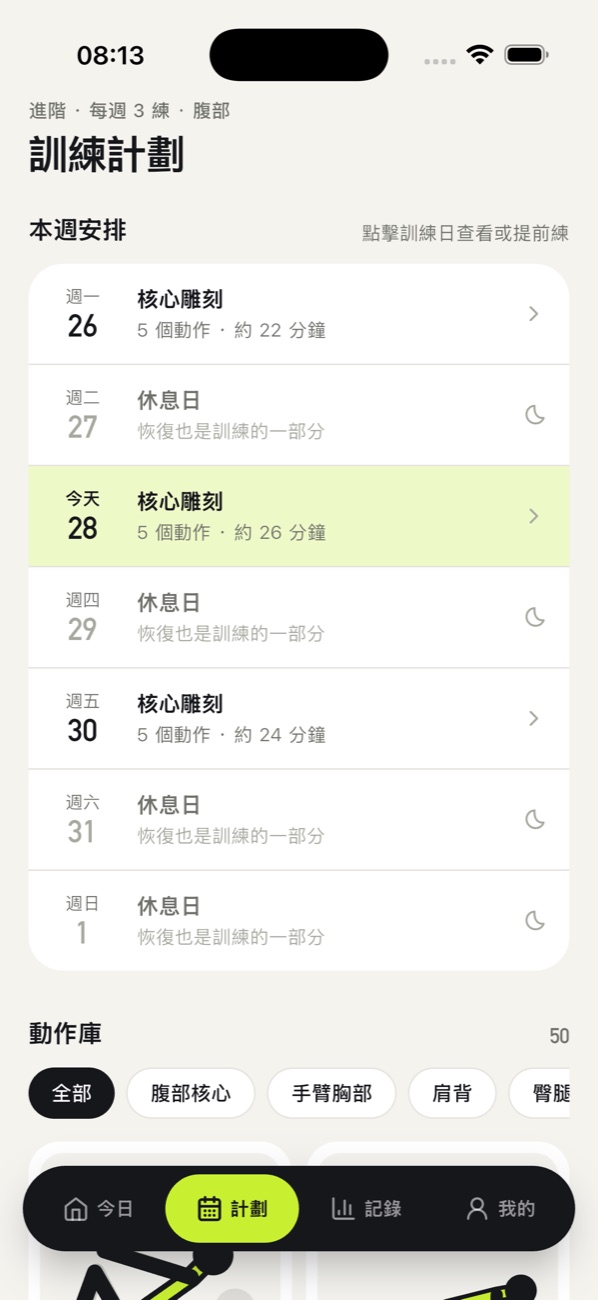 08:13
進階 · 每週 3 練 · 腹部
訓練計劃
本週安排
點擊訓練日查看或提前練
週一
26
核心雕刻
5 個動作 · 約 22 分鐘
週二
27
休息日
恢復也是訓練的一部分
今天
28
核心雕刻
5 個動作 · 約 26 分鐘
週四
29
休息日
恢復也是訓練的一部分
週五
30
核心雕刻
5 個動作 · 約 24 分鐘
週六
31
休息日
恢復也是訓練的一部分
週日
1
休息日
恢復也是訓練的一部分
動作庫
50
全部
腹部核心
手臂胸部
肩背
臀腿
今日
計劃
記錄
我的